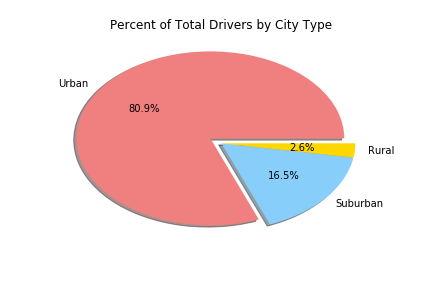 Percent of Total Drivers by City Type
Urban
80.9%
2.6%
Rural
16.5%
Suburban